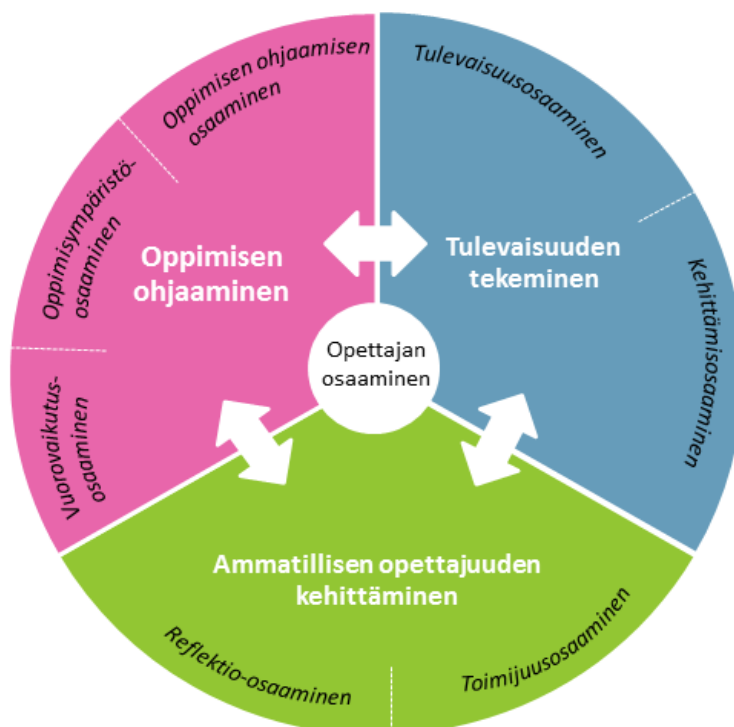 Oppimisen ohjaamisen
osaaminen
Oppimisympäristö-
osaaminen
Vuorovaikutus-
osaaminen
Oppimisen
ohjaaminen
Tulevaisuusosaaminen
Kehittämisosaaminen
Tulevaisuuden
tekeminen
Opettajan
osaaminen
Ammatillisen opettajuuden
kehittäminen
Reflektio-osaaminen
Toimijuusosaaminen